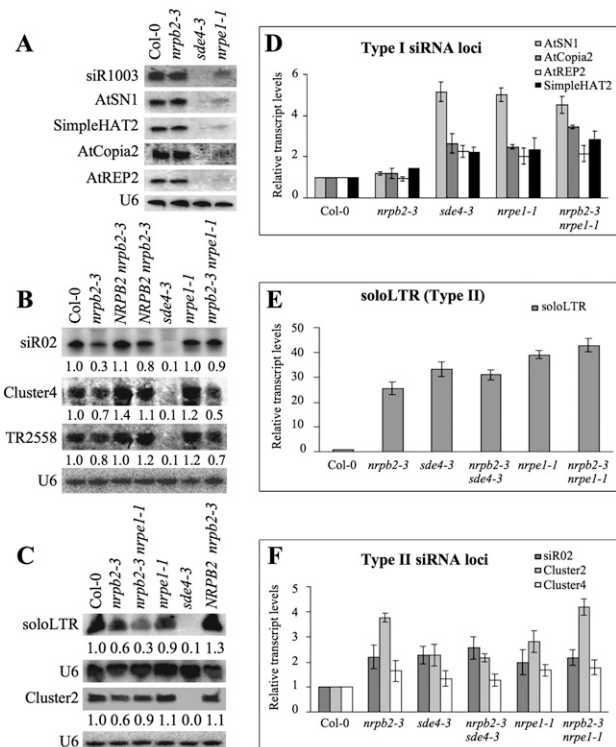 A
Col-0 nrpb2-3 sde4-3 nrpe1-1
siR1003
AtSN1
SimpleHAT2
AtCopia2
AtREP2
U6
B
Col-0 nrpb2-3 NRPB2 nrpb2-3 NRPB2 nrpb2-3 sde4-3 nrpe1-1 nrpb2-3 nrpe1-1
siR02
1.0 0.3 1.1 0.8 0.1 1.0 0.9
Cluster4
1.0 0.7 1.4 1.1 0.1 1.2 0.5
TR2558
1.0 0.8 1.0 1.2 0.1 1.2 0.7
U6
C
Col-0 nrpb2-3 nrpb2-3 nrpe1-1 nrpe1-1 sde4-3 NRPB2 nrpb2-3
soloLTR
1.0 0.6 0.3 0.9 0.1 1.3
U6
Cluster2
1.0 0.6 0.9 1.1 0.0 1.1
U6
D
Type I siRNA loci
AtSN1
AtCopia2
AtREP2
SimpleHAT2
Relative transcript levels
6
4
2
0
Col-0 nrpb2-3 sde4-3 nrpe1-1 nrpb2-3
nrpe1-1
E
soloLTR (Type II)
soloLTR
Relative transcript levels
50
40
30
20
10
0
Col-0 nrpb2-3 sde4-3 nrpb2-3 nrpe1-1 nrpb2-3
sde4-3 nrpe1-1
F
Type II siRNA loci
siR02
Cluster2
Cluster4
Relative transcript levels
5
4
3
2
1
0
Col-0 nrpb2-3 sde4-3 nrpb2-3 nrpe1-1 nrpb2-3
sde4-3 nrpe1-1